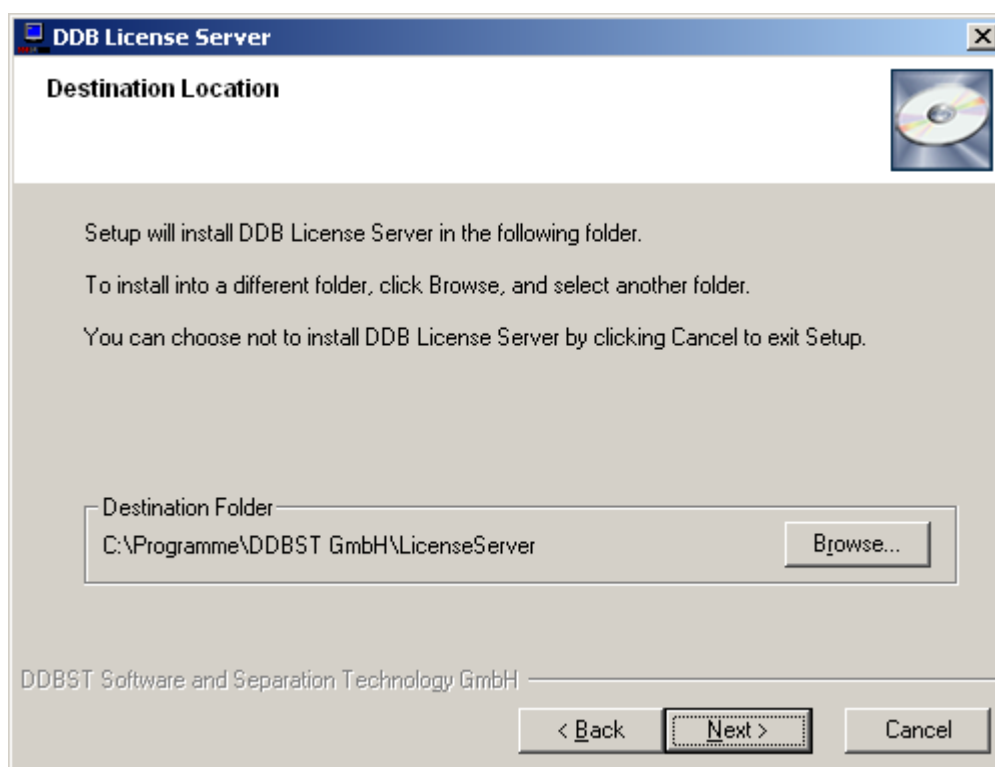 DDB License Server
Destination Location
Setup will install DDB License Server in the following folder.
To install into a different folder, click Browse, and select another folder.
You can choose not to install DDB License Server by clicking Cancel to exit Setup.
Destination Folder
C:\Programme\DDBST GmbH\LicenseServer
Browse...
DDBST Software and Separation Technology GmbH
< Back
Next >
Cancel